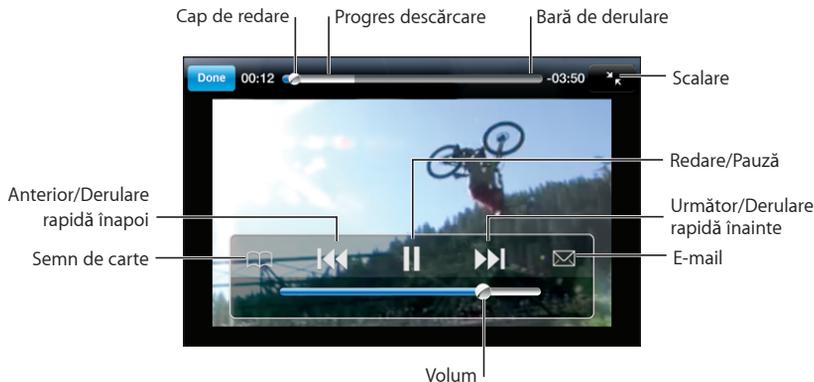 Cap de redare
Progres descărcare
Bară de derulare
Done
00:12
-03:50
Scalare
Redare/Pauză
Anterior/Derulare
rapidă înapoi
Următor/Derulare
rapidă înainte
Semn de carte
E-mail
Volum